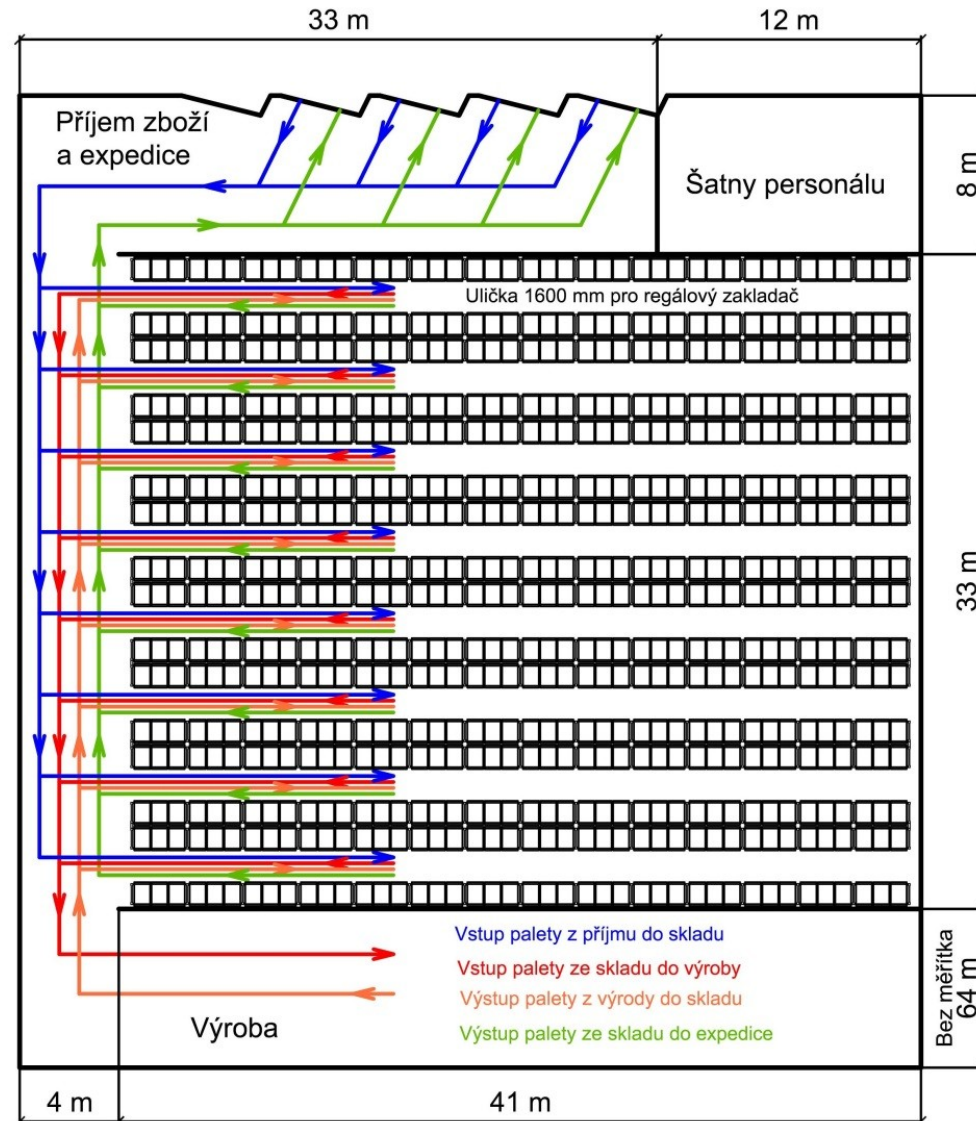 33 m
12 m
Příjem zboží
a expedice
Šatny personálu
8 m
Ulička 1600 mm pro regálový zakladač
33 m
Vstup palety z příjmu do skladu
Vstup palety ze skladu do výroby
Výstup palety z výrody do skladu
Výstup palety ze skladu do expedice
Výroba
Bez měřítka
64 m
4 m
41 m